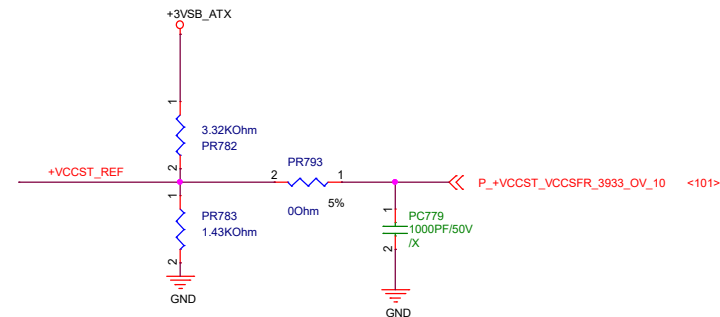 +3VSB_ATX
1
3.32KOhm
PR782
2
+VCCST_REF
PR793
2
1
0Ohm
5%
P_+VCCST_VCCSFR_3933_OV_10 <101>
1
PR783
1.43KOhm
2
GND
1
PC779
1000PF/50V
/X
2
GND